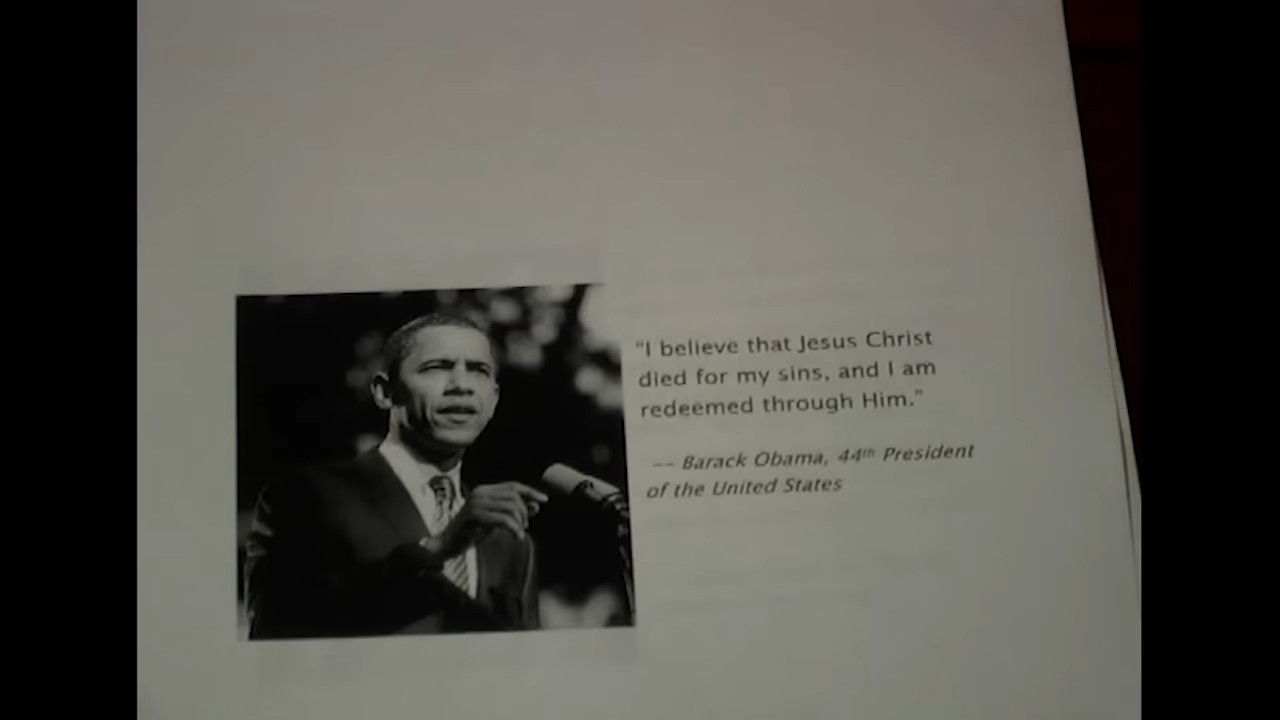 "I believe that Jesus Christ
died for my sins, and I am
redeemed through Him."
-- Barack Obama, 44th President
of the United States